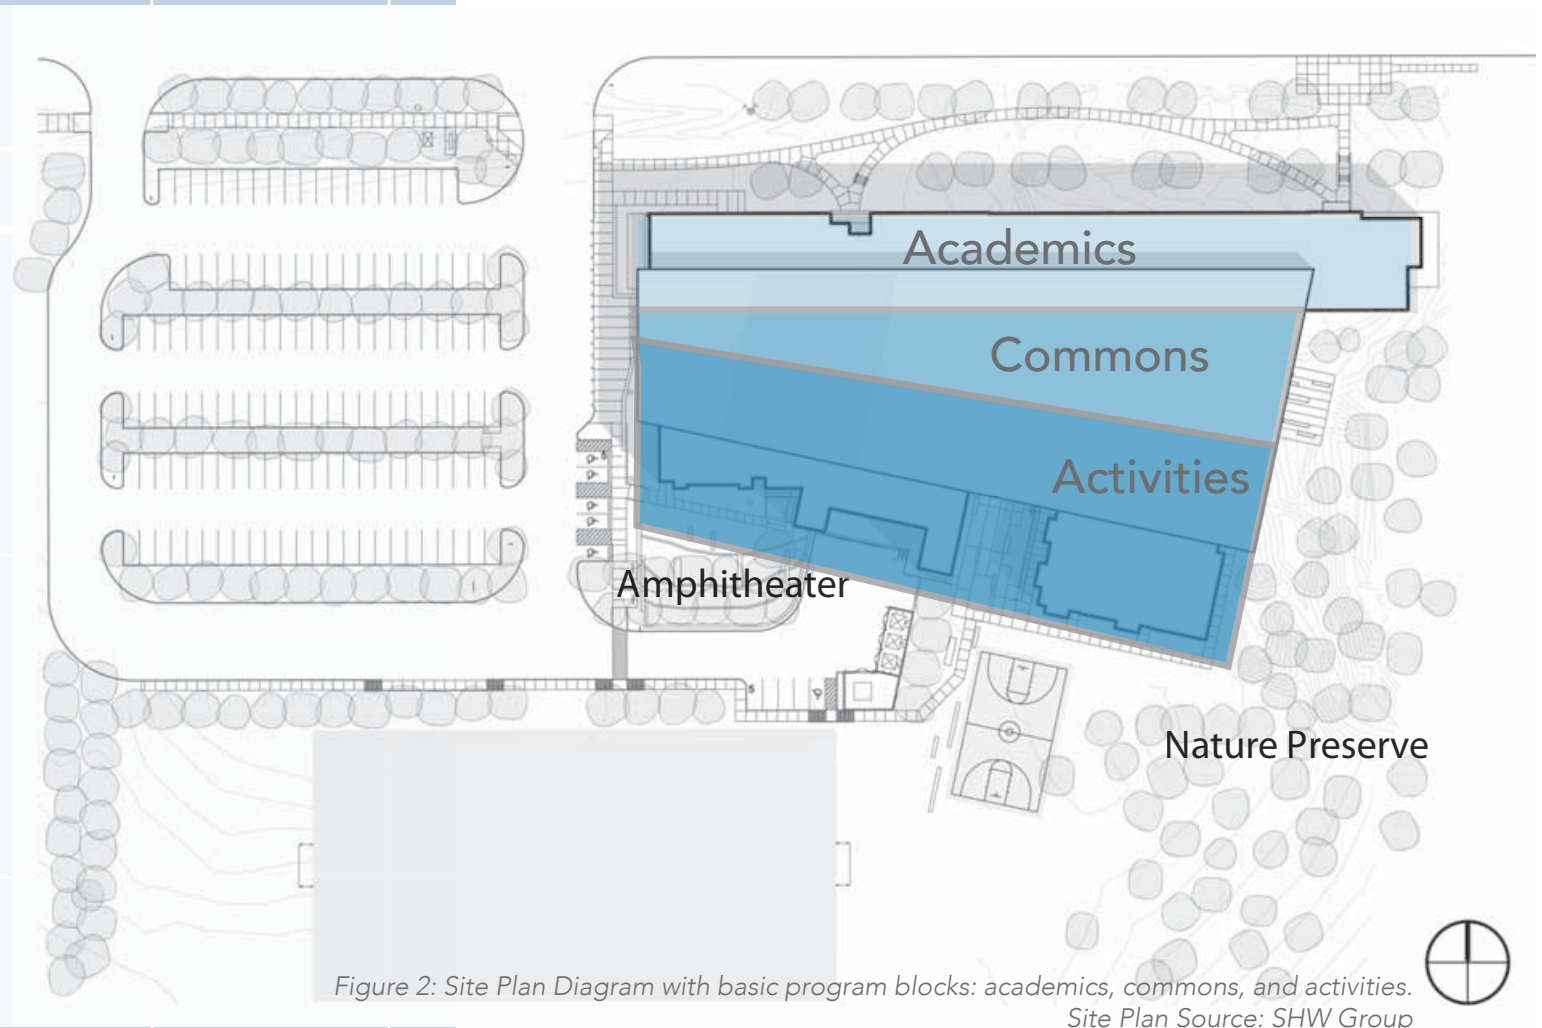 Academics
Commons
Activities
Amphitheater
Nature Preserve
Figure 2: Site Plan Diagram with basic program blocks: academics, commons, and activities.
Site Plan Source: SHW Group